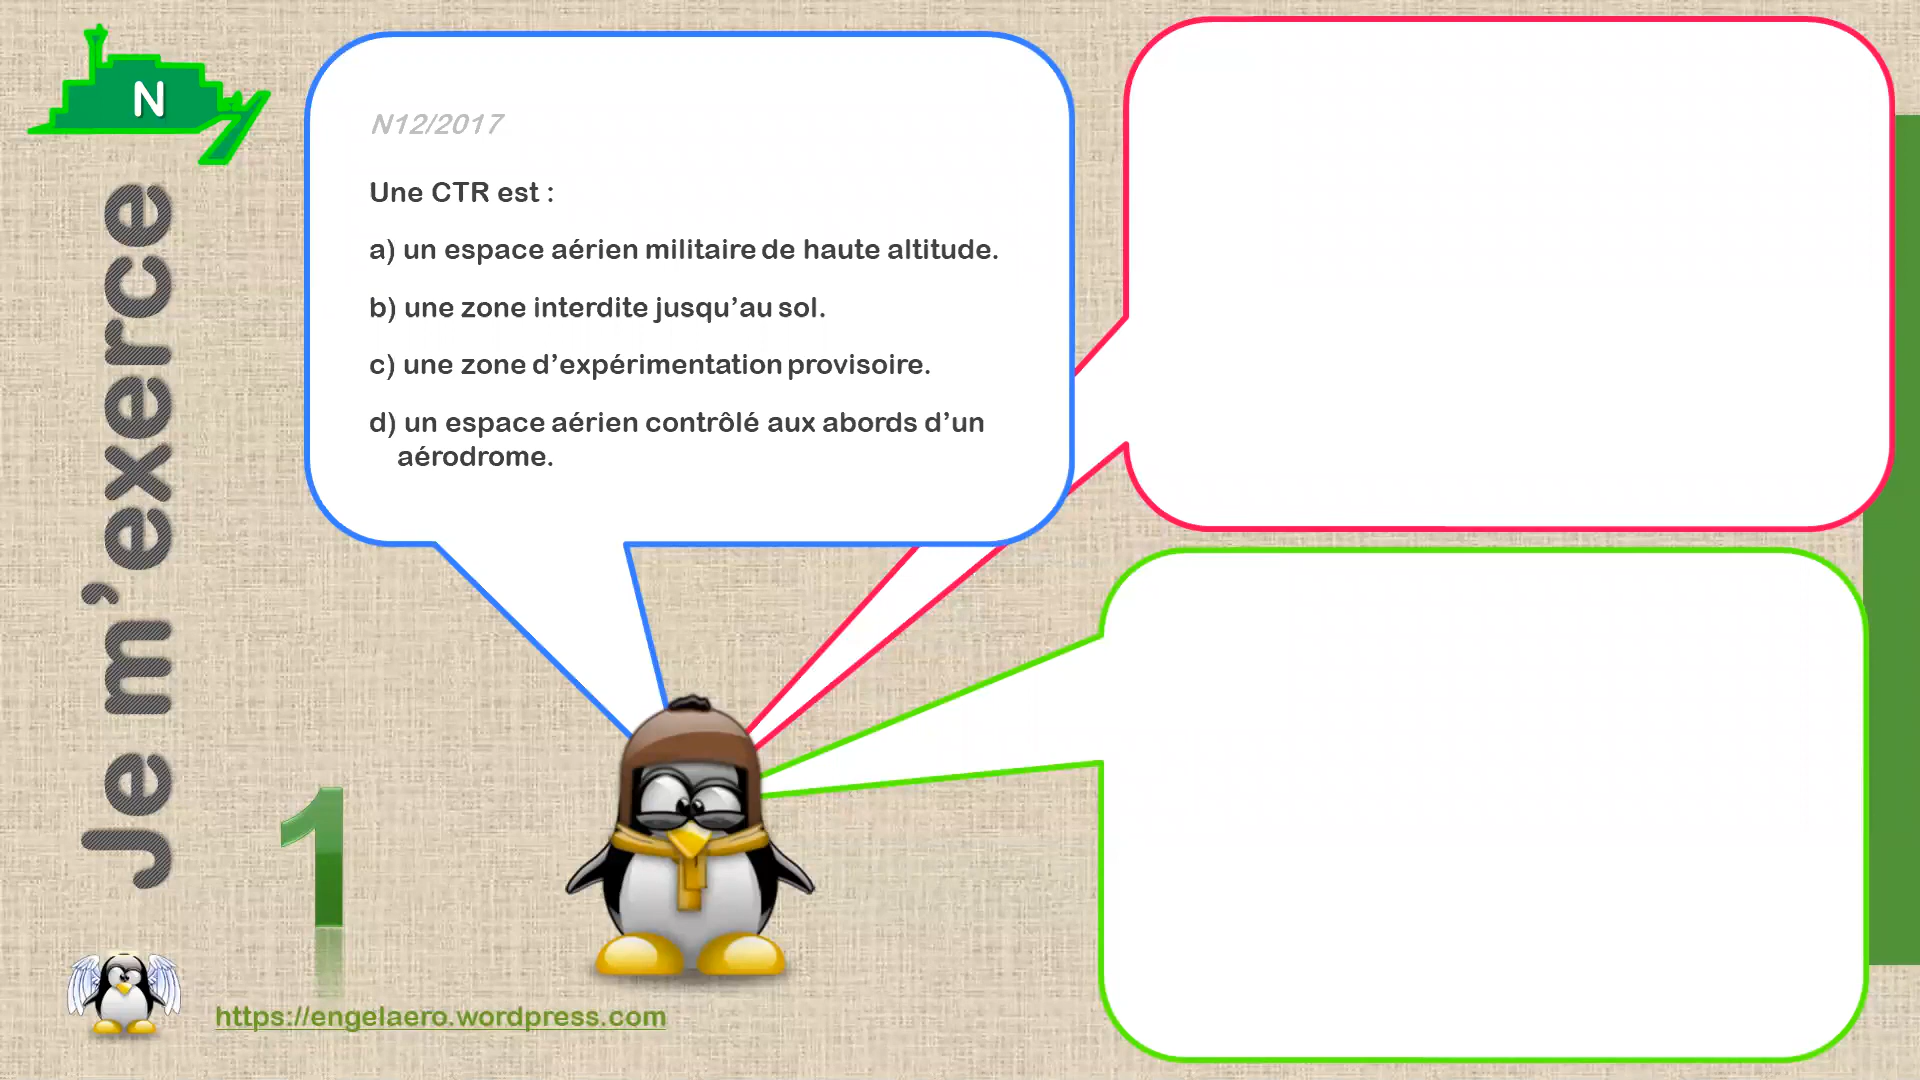 N
Je m’exerce
N12/2017
Une CTR est :
a) un espace aérien militaire de haute altitude.
b) une zone interdite jusqu’au sol.
c) une zone d’expérimentation provisoire.
d) un espace aérien contrôlé aux abords d’un
aérodrome.
1
https://engelaero.wordpress.com